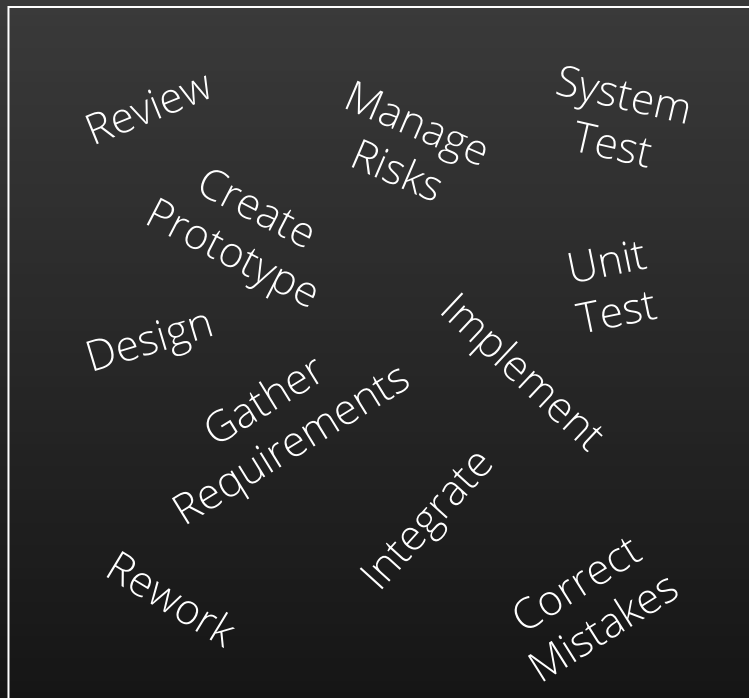 Review
Manage
Risks
System
Test
Create
Prototype
Unit
Test
Design
Implement
Gather
Requirements
Integrate
Rework
Correct
Mistakes